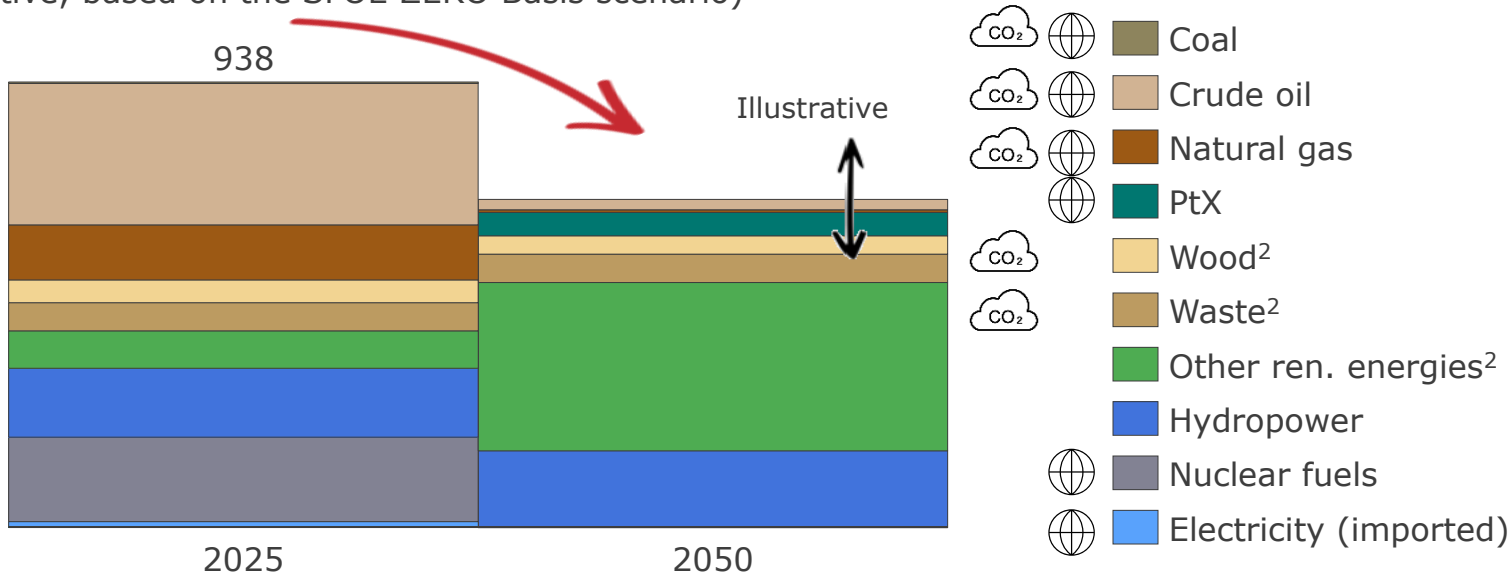 938
Illustrative
2025
2050
CO₂ Coal
CO₂ Crude oil
CO₂ Natural gas
PtX
CO₂ Wood²
CO₂ Waste²
Other ren. energies²
Hydropower
Nuclear fuels
Electricity (imported)